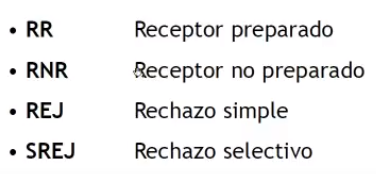 • RR Receptor preparado
• RNR Receptor no preparado
• REJ Rechazo simple
• SREJ Rechazo selectivo